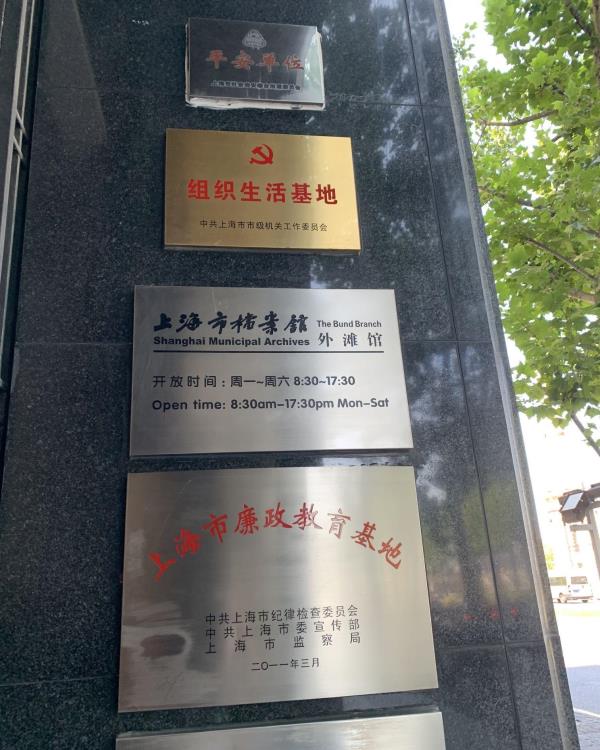 平安单位
组织生活基地
中共上海市市级机关工作委员会
上海市档案馆 The Bund Branch
Shanghai Municipal Archives 外滩馆
开放时间：周一~周六 8:30~17:30
Open time: 8:30am-17:30pm Mon-Sat
上海市廉政教育基地
中共上海市纪律检查委员会
中共上海市委宣传部
上海市监察局
二〇一一年三月